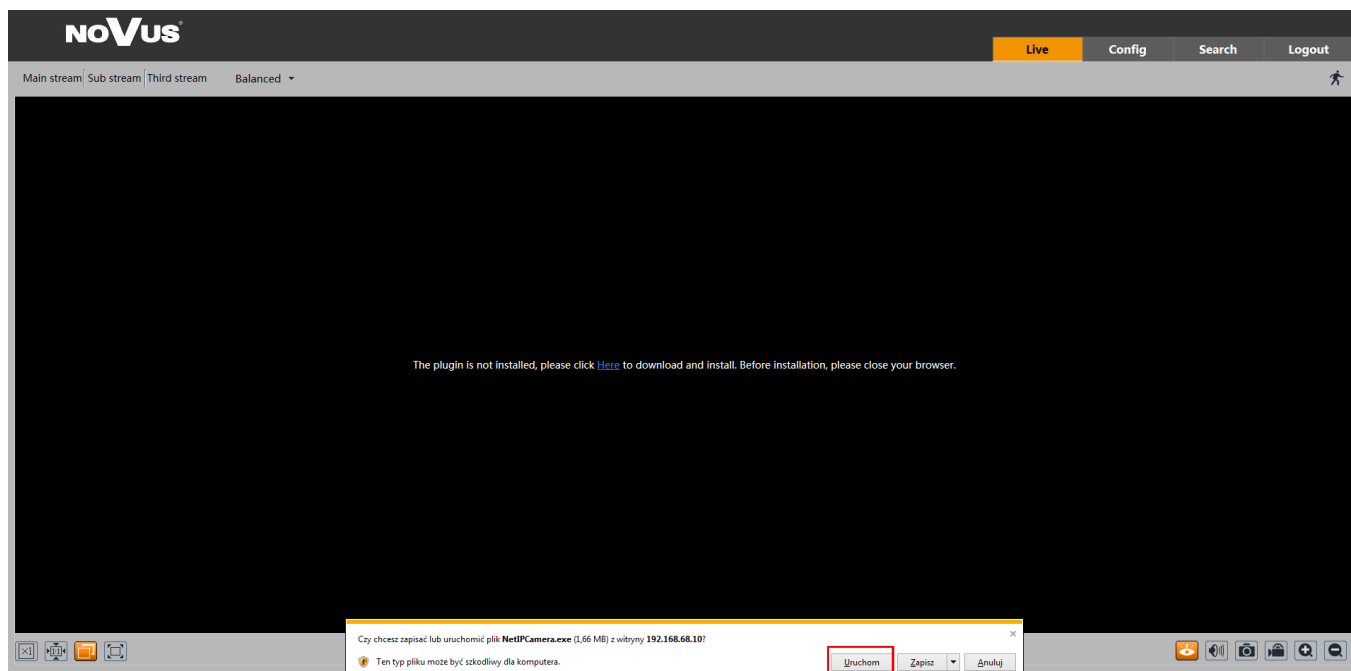 NOVUS
Live Config Search Logout
Main stream Sub stream Third stream Balanced
The plugin is not installed, please click Here to download and install. Before installation, please close your browser.
Czy chcesz zapisać lub uruchomić plik NetIPCamera.exe (1,66 MB) z witryny 192.168.68.10?
Ten typ pliku może być szkodliwy dla komputera.
Uruchom Zapisz Anuluj